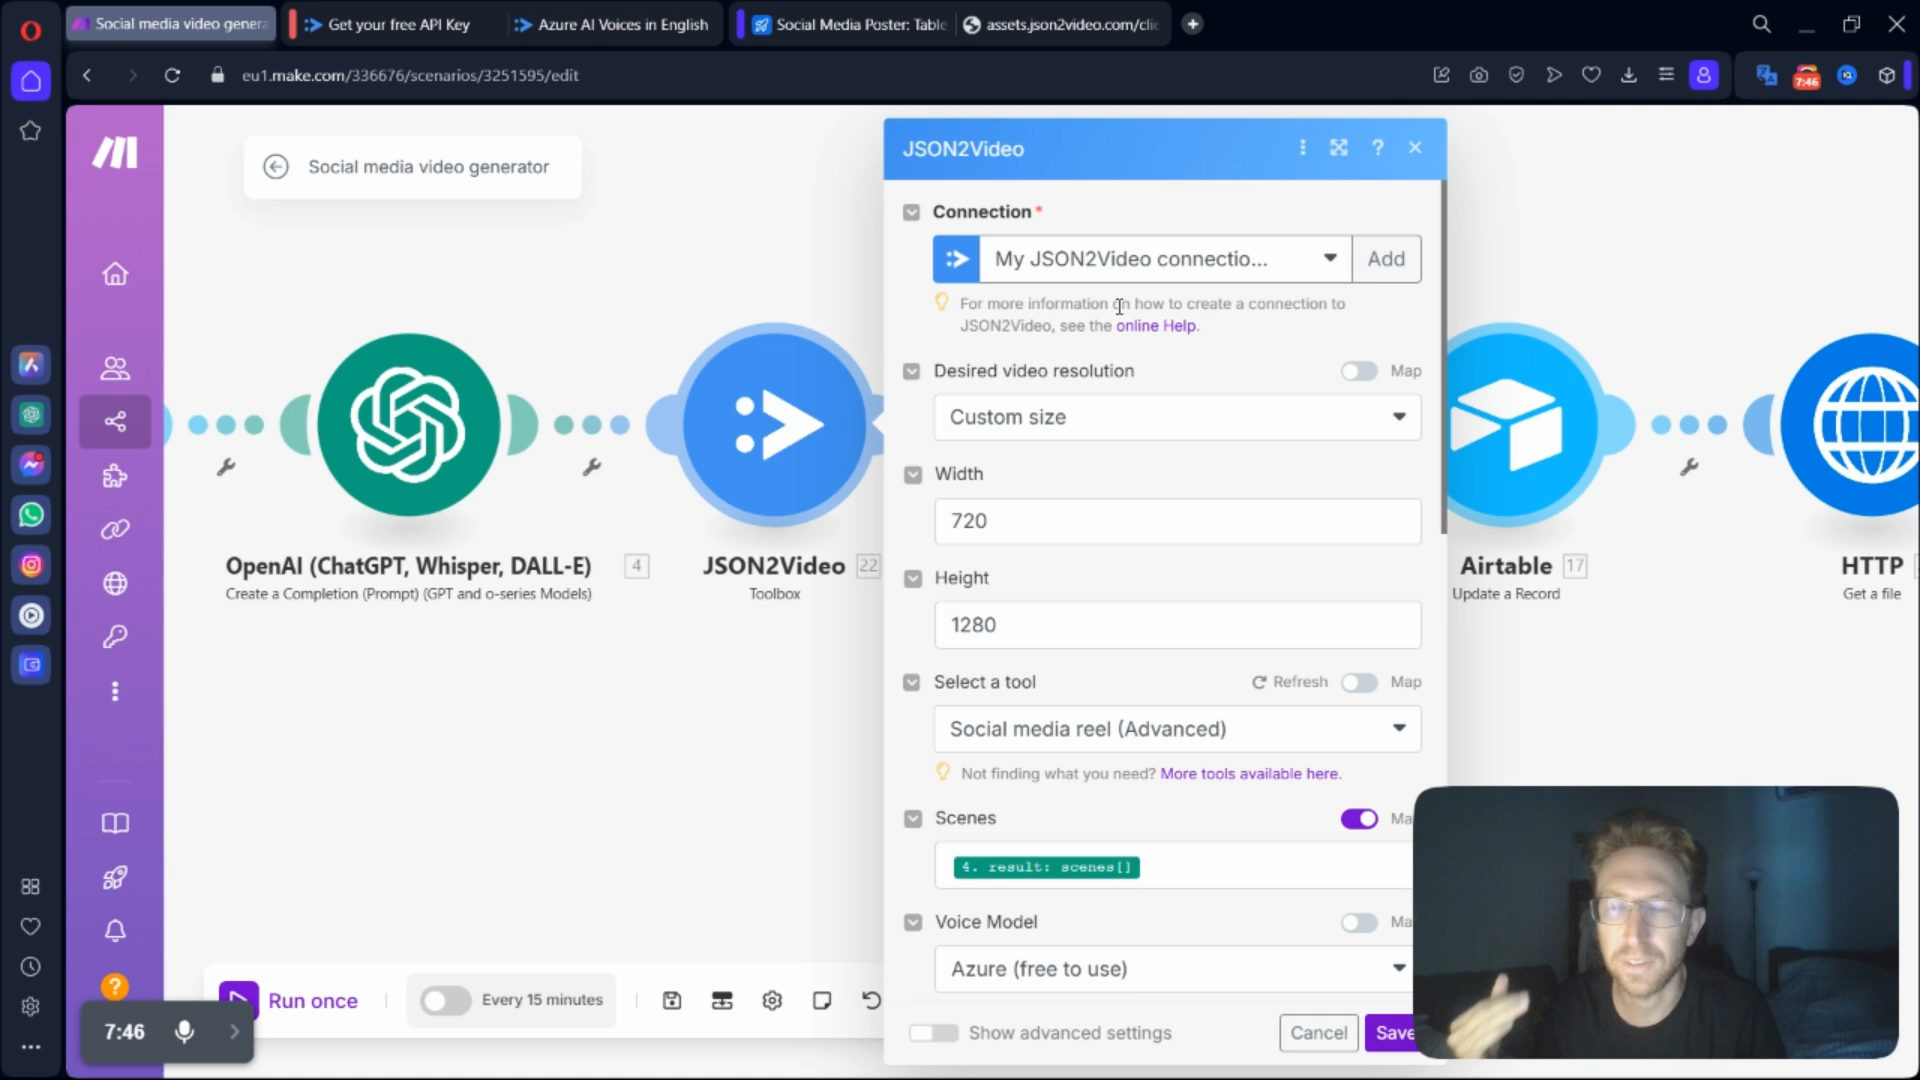 Social media video genera
Get your free API Key
Azure AI Voices in English
Social Media Poster: Table
assets.json2video.com/clie
eu1.make.com/336676/scenarios/3251595/edit
7:46
Social media video generator
JSON2Video
Connection*
My JSON2Video connectio...
Add
For more information on how to create a connection to
JSON2Video, see the online Help.
Desired video resolution
Map
Custom size
Width
720
Height
1280
Select a tool
Refresh
Map
Social media reel (Advanced)
Not finding what you need? More tools available here.
Scenes
Ma
4. result: scenes[]
Voice Model
Ma
Azure (free to use)
Show advanced settings
Cancel
Save
OpenAI (ChatGPT, Whisper, DALL-E)
4
Create a Completion (Prompt) (GPT and o-series Models)
JSON2Video
22
Toolbox
Airtable
17
Update a Record
HTTP
Get a file
Run once
Every 15 minutes
7:46